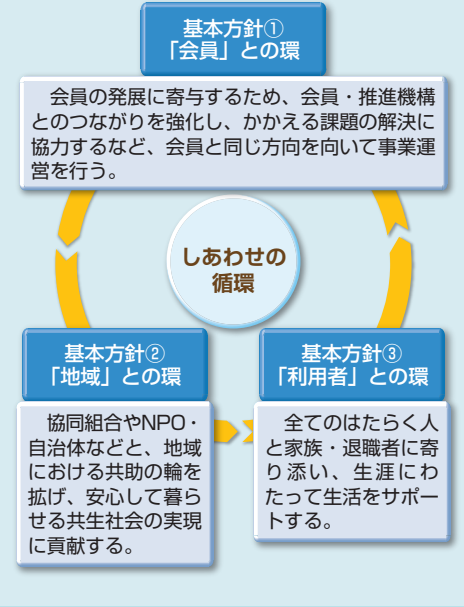 基本方針①
「会員」との環
会員の発展に寄与するため、会員・推進機構
とのつながりを強化し、かかえる課題の解決に
協力するなど、会員と同じ方向を向いて事業運
営を行う。
しあわせの
循環
基本方針②
「地域」との環
協同組合やNPO・
自治体などと、地域
における共助の輪を
拡げ、安心して暮ら
せる共生社会の実現
に貢献する。
基本方針③
「利用者」との環
全てのはたらく人
と家族・退職者に寄
り添い、生涯にわ
たって生活をサポー
トする。